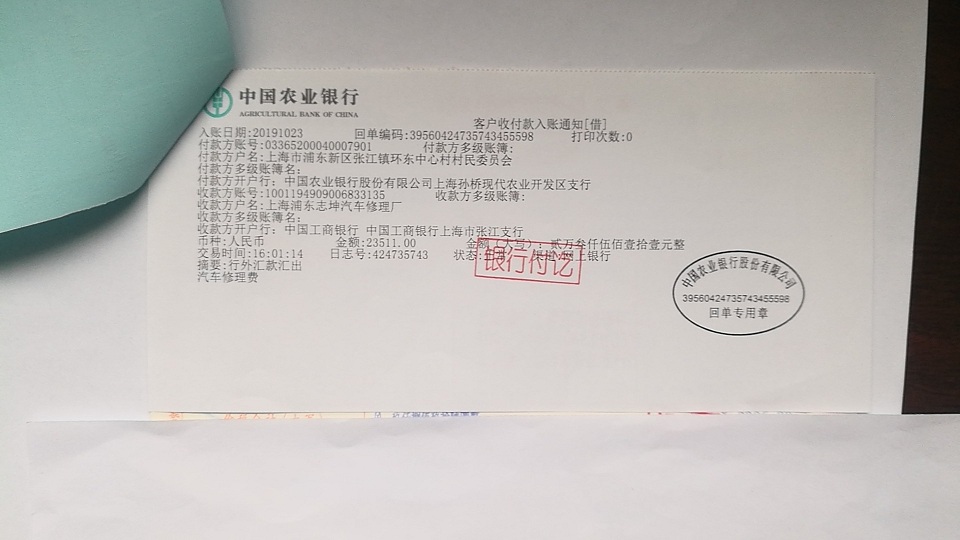 中国农业银行
AGRICULTURAL BANK OF CHINA
客户收付款入账通知[借]
入账日期:20191023 回单编码:39560424735743455598 打印次数:0
付款方账号:03365200040007901 付款方多级账簿:
付款方户名:上海市浦东新区张江镇环东中心村村民委员会
付款方多级账簿名:
付款方开户行: 中国农业银行股份有限公司上海孙桥现代农业开发区支行
收款方账号:1001194909006833135 收款方多级账簿:
收款方户名:上海浦东志坤汽车修理厂
收款方多级账簿名:
收款方开户行: 中国工商银行 中国工商银行上海市张江支行
币种:人民币 金额:23511.00 金额(大写): 贰万叁仟伍佰壹拾壹元整
交易时间:16:01:14 日志号:424735743 状态: 网上银行
摘要:行外汇款汇出
汽车修理费
银行付讫
中国农业银行股份有限公司
39560424735743455598
回单专用章